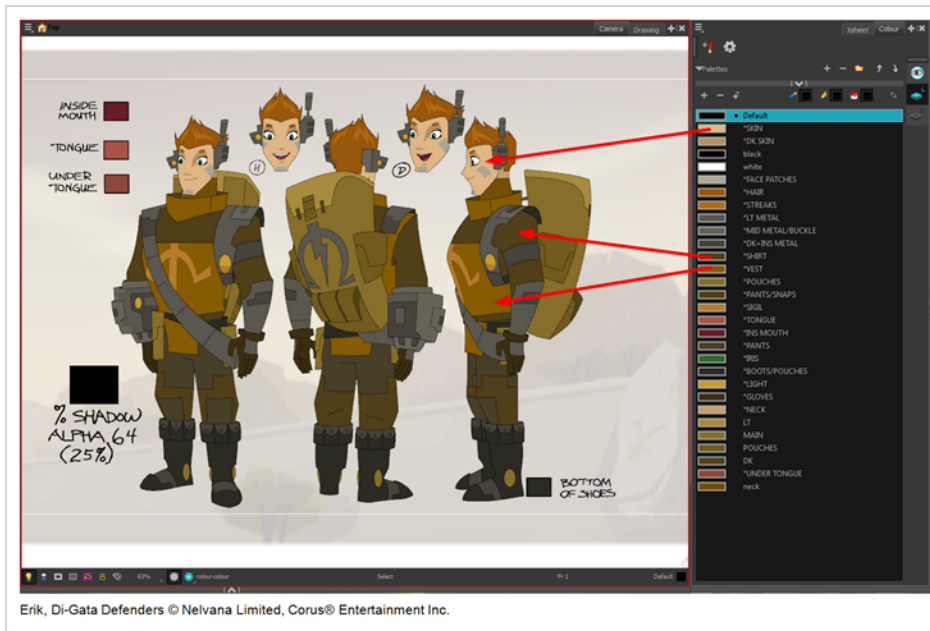 Top
Camera
Drawing
Xsheet
Colour
INSIDE
MOUTH
TONGUE
UNDER
TONGUE
H
D
% SHADOW
ALPHA 64
(25%)
BOTTOM
OF SHOES
Palettes
Default
*SKIN
*DK SKIN
black
white
*FACE PATCHES
*HAIR
*STREAKS
*LT METAL
*MID METAL/BUCKLE
*DK+INS METAL
*SHIRT
*VEST
*POUCHES
*PANTS/SNAPS
*SIGIL
*TONGUE
*INS MOUTH
*PANTS
*IRIS
*BOOTS/POUCHES
*LIGHT
*GLOVES
*NECK
LT
MAIN
POUCHES
DK
*UNDER TONGUE
neck
63%
colour-colour
Select
Fr 1
Default
Erik, Di-Gata Defenders © Nelvana Limited, Corus® Entertainment Inc.